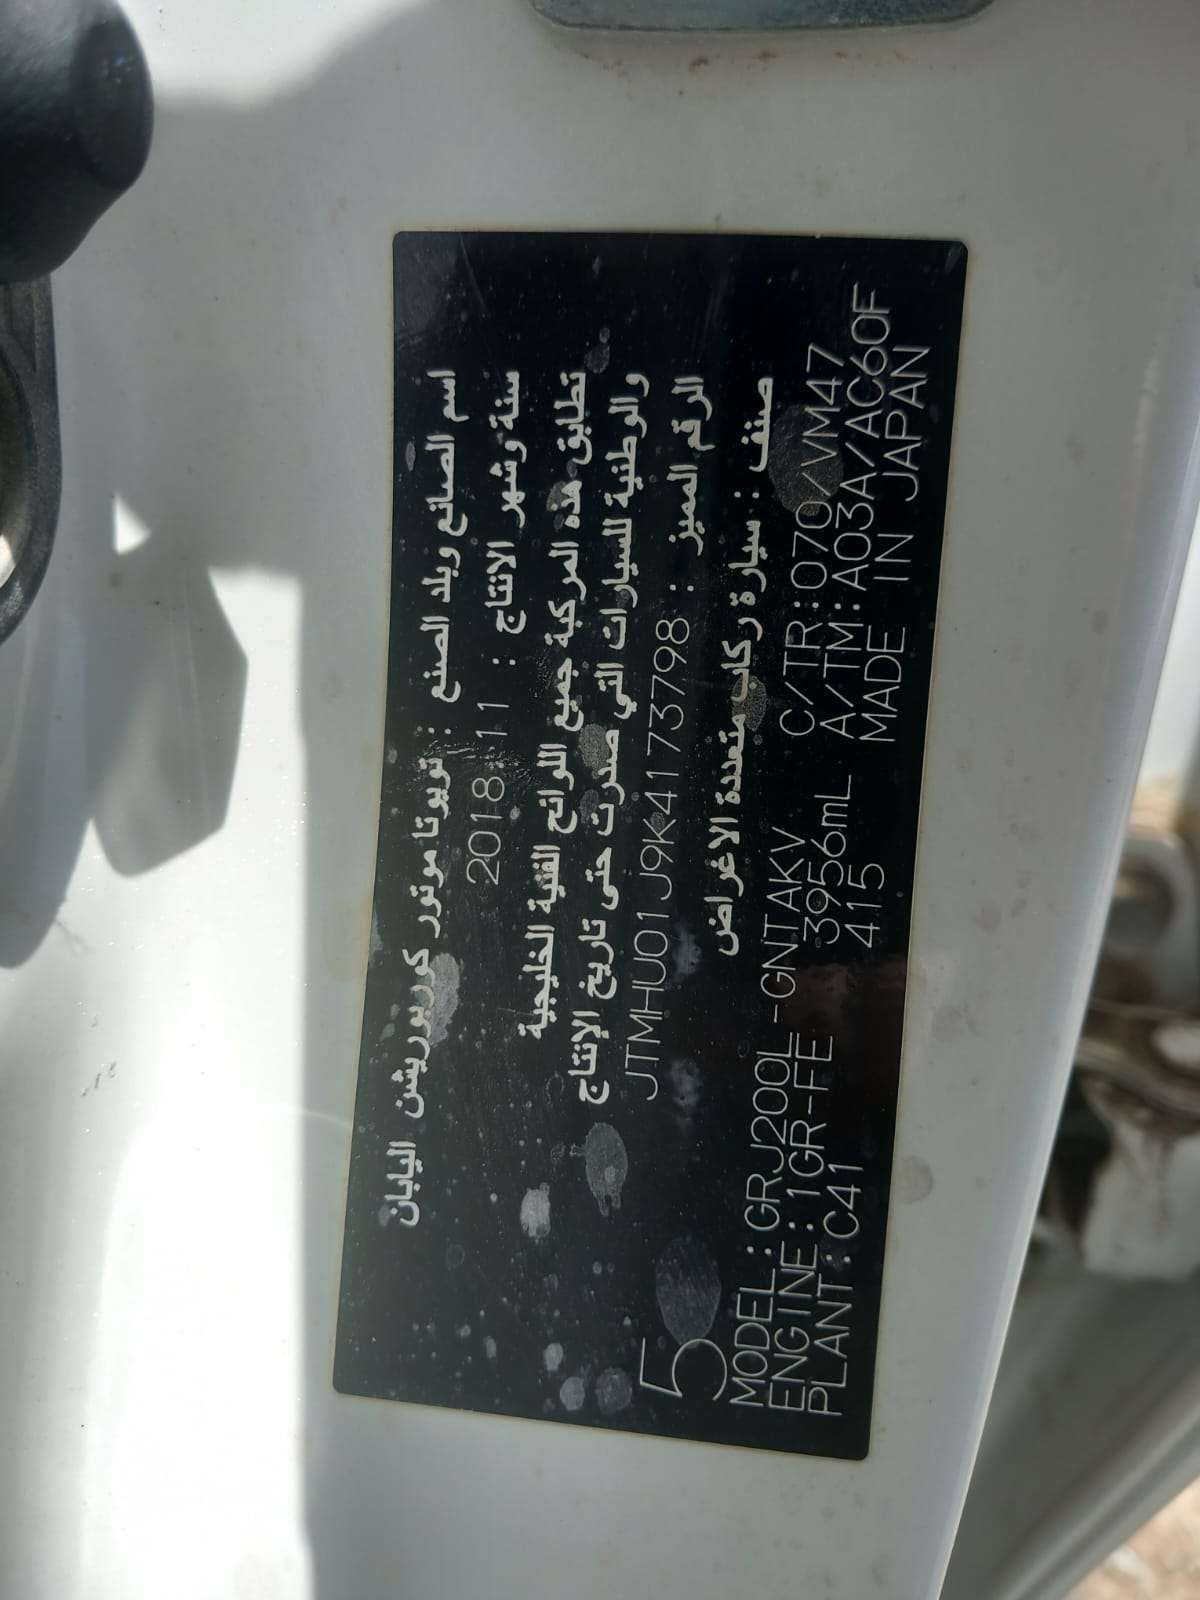 اسم الصانع وبلد الصنع : تويوتا موتور كوربوريشن اليابان
سنة وشهر الانتاج : 2018 11
تطابق هذه المركبة جميع اللوائح الفنية الخليجية
والوطنية للسيارات التي صدرت حتى تاريخ الإنتاج
الرقم المميز : JTMHU01J9K4173798
صنف : سيارة ركاب متعددة الاغراض
5
MODEL:GRJ200L-GNTAKV C/TR:070/VM47
ENGINE:1GR-FE 3956mL A/TM:A03A/AC60F
PLANT:C41 415 MADE IN JAPAN